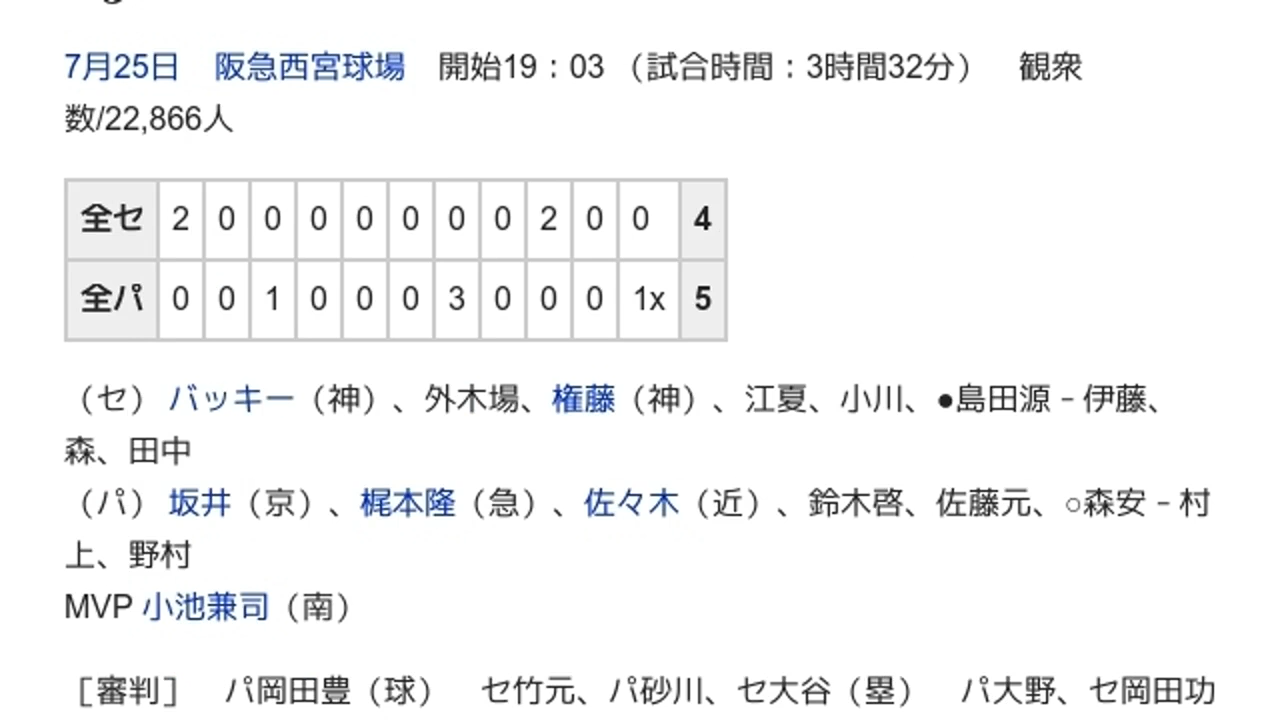 7月25日　阪急西宮球場　開始19：03 （試合時間：3時間32分）　観衆
数/22,866人
全セ 2 0 0 0 0 0 0 0 2 0 0 4
全パ 0 0 1 0 0 0 3 0 0 0 1x 5
（セ） バッキー（神）、外木場、権藤（神）、江夏、小川、●島田源 – 伊藤、
森、田中
（パ） 坂井（京）、梶本隆（急）、佐々木（近）、鈴木啓、佐藤元、○森安 – 村
上、野村
MVP 小池兼司（南）
［審判］　パ岡田豊（球）　セ竹元、パ砂川、セ大谷（塁）　パ大野、セ岡田功